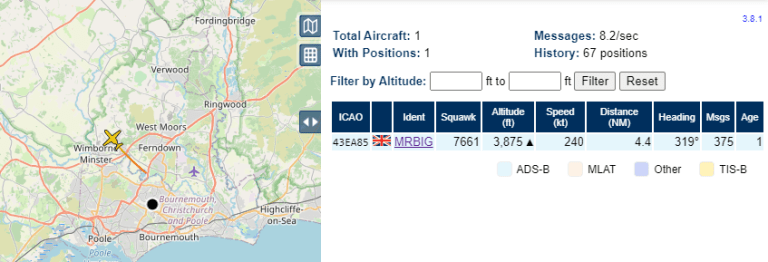 Fordingbridge
Verwood
Ringwood
West Moors
Wimborne
Minster
Ferndown
Bournemouth,
Christchurch
and Poole
Highcliffe-
on-Sea
Poole
Bournemouth
3.8.1
Total Aircraft: 1 Messages: 8.2/sec
With Positions: 1 History: 67 positions
Filter by Altitude: ft to ft Filter Reset
ICAO Ident Squawk Altitude (ft) Speed (kt) Distance (NM) Heading Msgs Age
43EA85 MRBIG 7661 3,875 ▲ 240 4.4 319° 375 1
ADS-B MLAT Other TIS-B